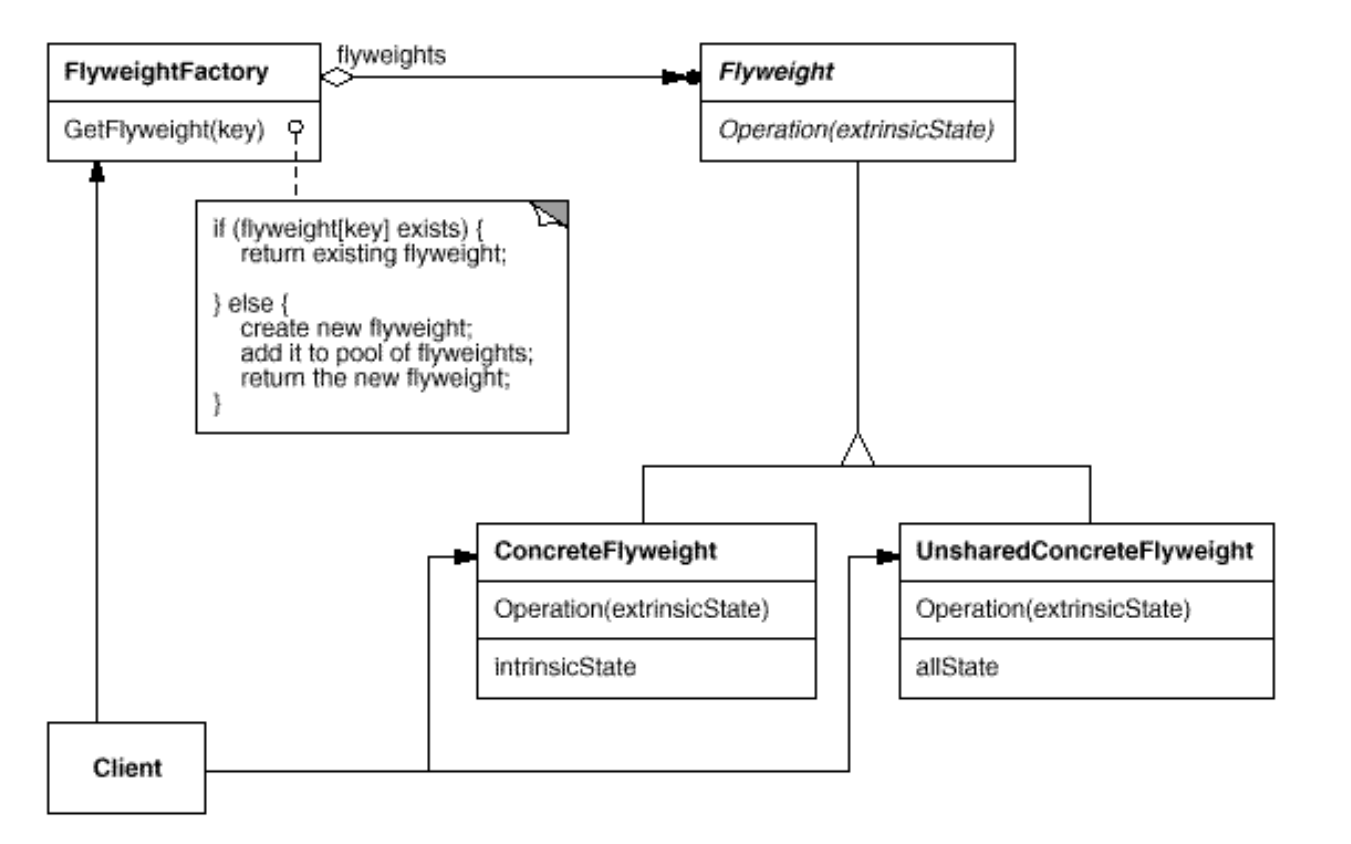 flyweights
FlyweightFactory
Flyweight
GetFlyweight(key)
Operation(extrinsicState)
if (flyweight[key] exists) {
return existing flyweight;
} else {
create new flyweight;
add it to pool of flyweights;
return the new flyweight;
}
ConcreteFlyweight
UnsharedConcreteFlyweight
Operation(extrinsicState)
Operation(extrinsicState)
intrinsicState
allState
Client